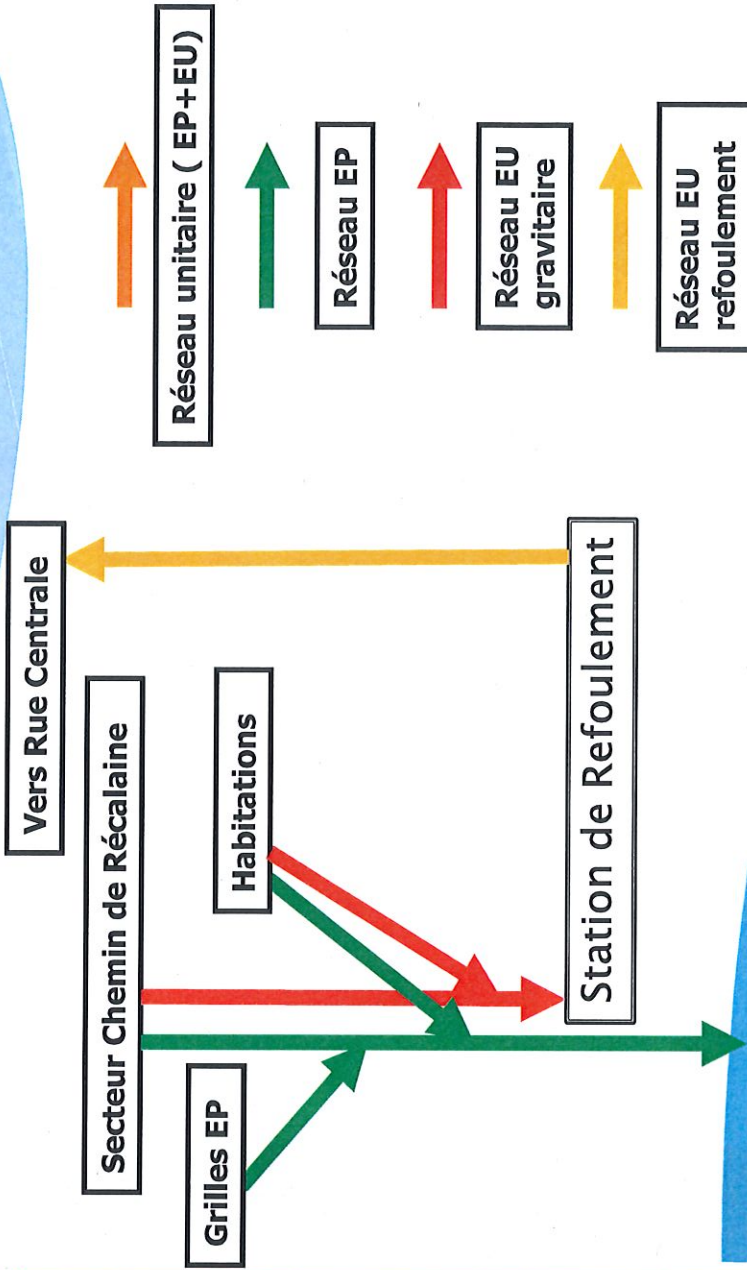 Vers Rue Centrale
Secteur Chemin de Récalaine
Grilles EP
Habitations
Station de Refoulement
Réseau unitaire ( EP+EU)
Réseau EP
Réseau EU
gravitaire
Réseau EU
refoulement